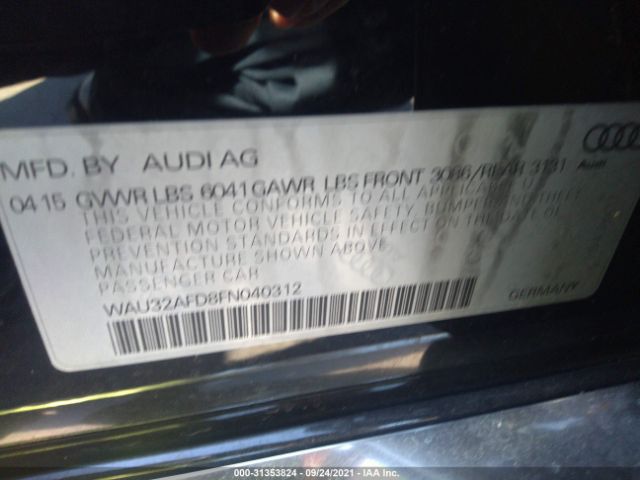 MFD. BY AUDI AG
Audi
04 15 GVWR LBS 6041 GAWR LBS FRONT 3086/REAR 3131
THIS VEHICLE CONFORMS TO ALL APPLICABLE U.S.
FEDERAL MOTOR VEHICLE SAFETY, BUMPER AND THEFT
PREVENTION STANDARDS IN EFFECT ON THE DATE OF
MANUFACTURE SHOWN ABOVE.
PASSENGER CAR
WAU32AFD8FN040312
GERMANY
000-31353824 - 09/24/2021 - IAA Inc.